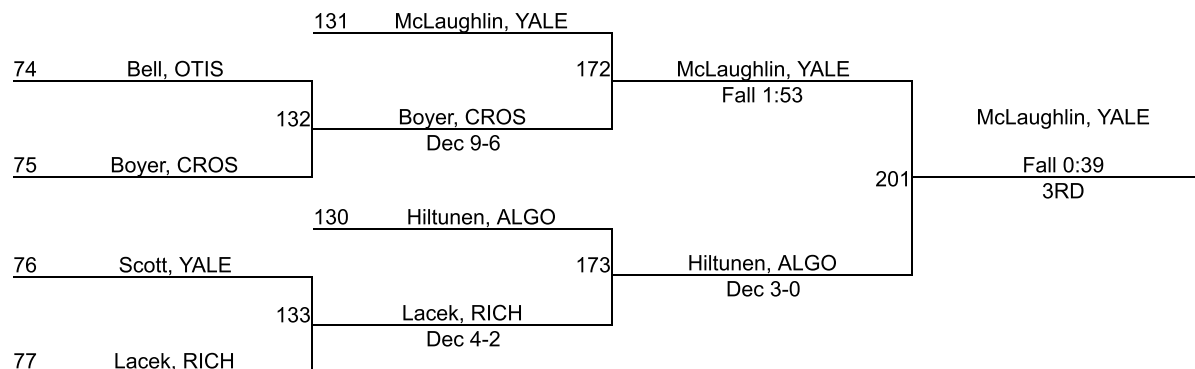 131 McLaughlin, YALE
74 Bell, OTIS
172 McLaughlin, YALE
Fall 1:53
132 Boyer, CROS
Dec 9-6
McLaughlin, YALE
75 Boyer, CROS
Fall 0:39
201
3RD
130 Hiltunen, ALGO
76 Scott, YALE
173 Hiltunen, ALGO
Dec 3-0
133 Lacek, RICH
Dec 4-2
77 Lacek, RICH